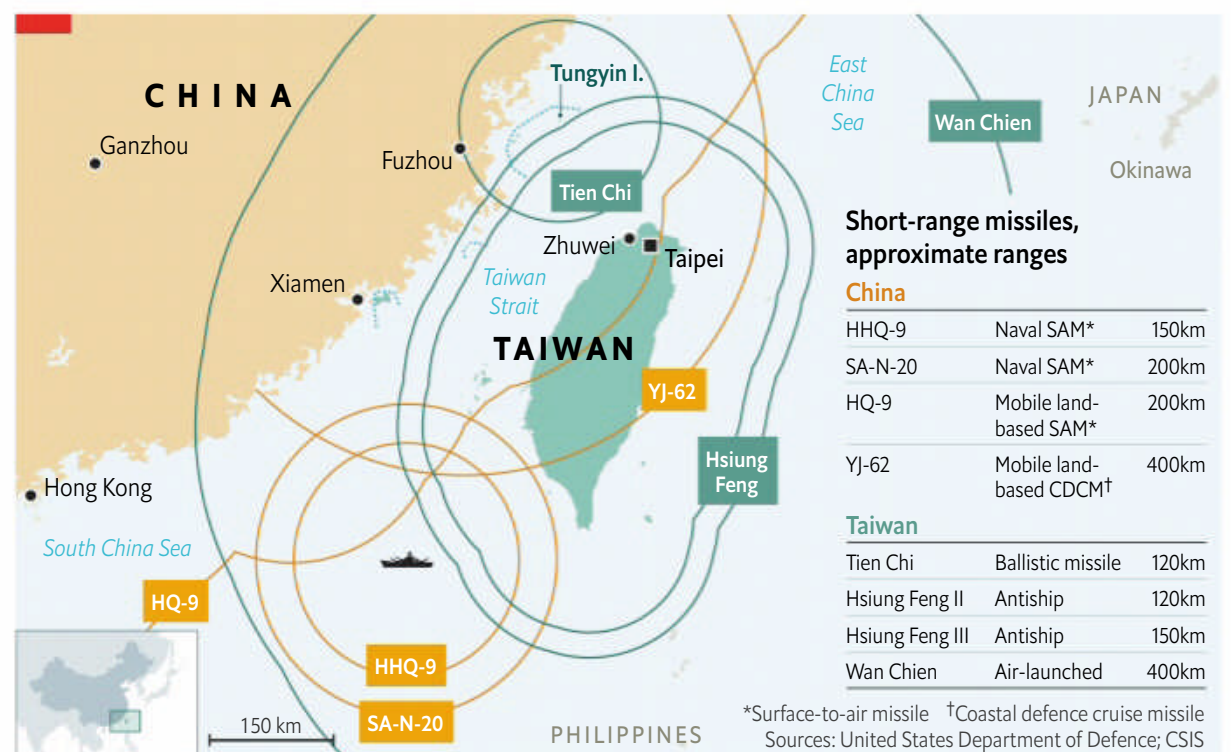 CHINA
Ganzhou
Fuzhou
Xiamen
Hong Kong
South China Sea
Tungyin I.
Tien Chi
Zhuwei
Taipei
Taiwan
Strait
TAIWAN
YJ-62
Hsiung
Feng
HQ-9
HHQ-9
SA-N-20
150 km
PHILIPPINES
East
China
Sea
Wan Chien
JAPAN
Okinawa
Short-range missiles,
approximate ranges
China
HHQ-9 Naval SAM* 150km
SA-N-20 Naval SAM* 200km
HQ-9 Mobile land- 200km
based SAM*
YJ-62 Mobile land- 400km
based CDCM†
Taiwan
Tien Chi Ballistic missile 120km
Hsiung Feng II Antiship 120km
Hsiung Feng III Antiship 150km
Wan Chien Air-launched 400km
*Surface-to-air missile †Coastal defence cruise missile
Sources: United States Department of Defence; CSIS